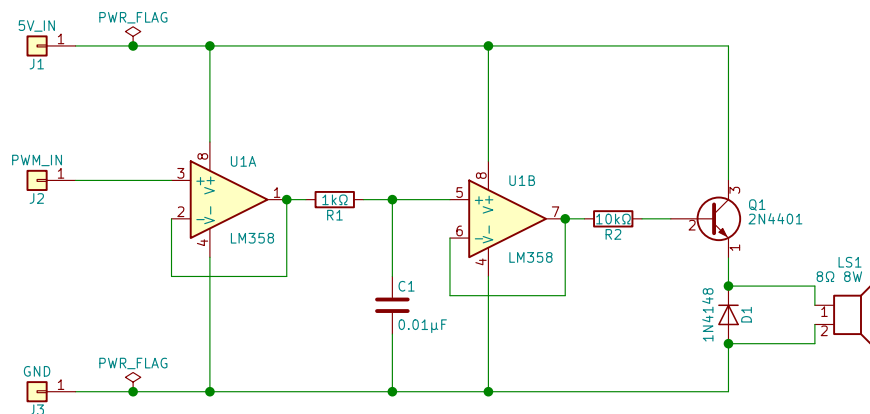 5V_IN
1
J1
PWR_FLAG
PWM_IN
1
J2
GND
1
J3
PWR_FLAG
U1A
8
3
+
V+
1
2
−
V-
4
LM358
1kΩ
R1
C1
0.01µF
U1B
8
5
+
V+
7
6
−
V-
4
LM358
10kΩ
R2
3
Q1
2
2N4401
1
1N4148
D1
LS1
8Ω 8W
1
2